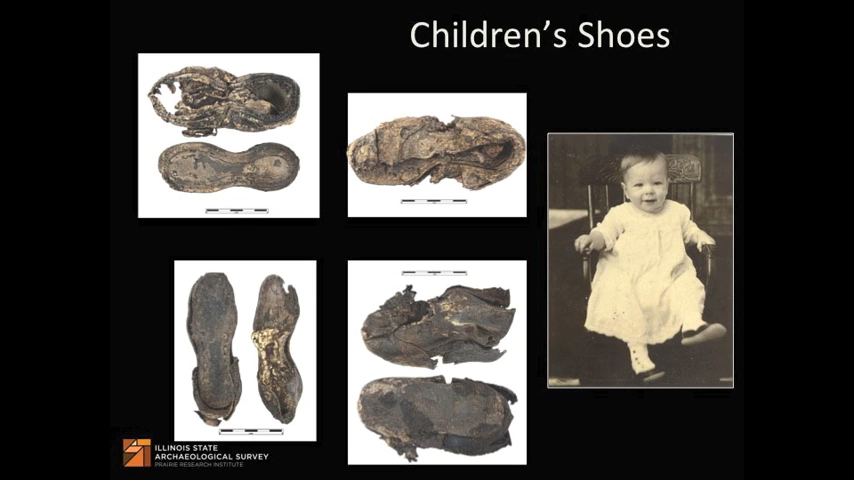 Children’s Shoes
ILLINOIS STATE
ARCHAEOLOGICAL SURVEY
PRAIRIE RESEARCH INSTITUTE